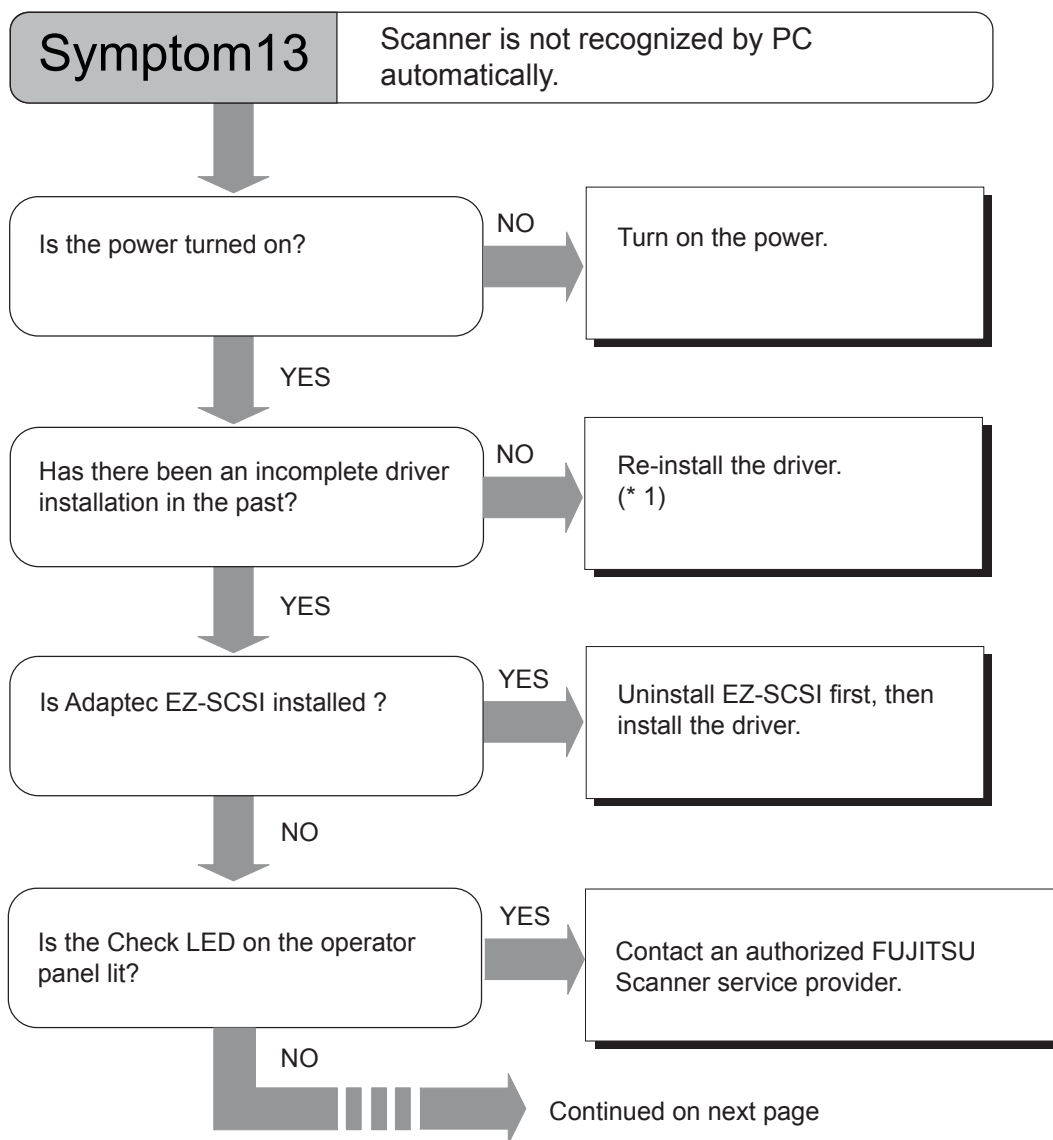 Symptom13
Scanner is not recognized by PC
automatically.
Is the power turned on?
NO
Turn on the power.
YES
Has there been an incomplete driver
installation in the past?
NO
Re-install the driver.
(* 1)
YES
Is Adaptec EZ-SCSI installed ?
YES
Uninstall EZ-SCSI first, then
install the driver.
NO
Is the Check LED on the operator
panel lit?
YES
Contact an authorized FUJITSU
Scanner service provider.
NO
Continued on next page